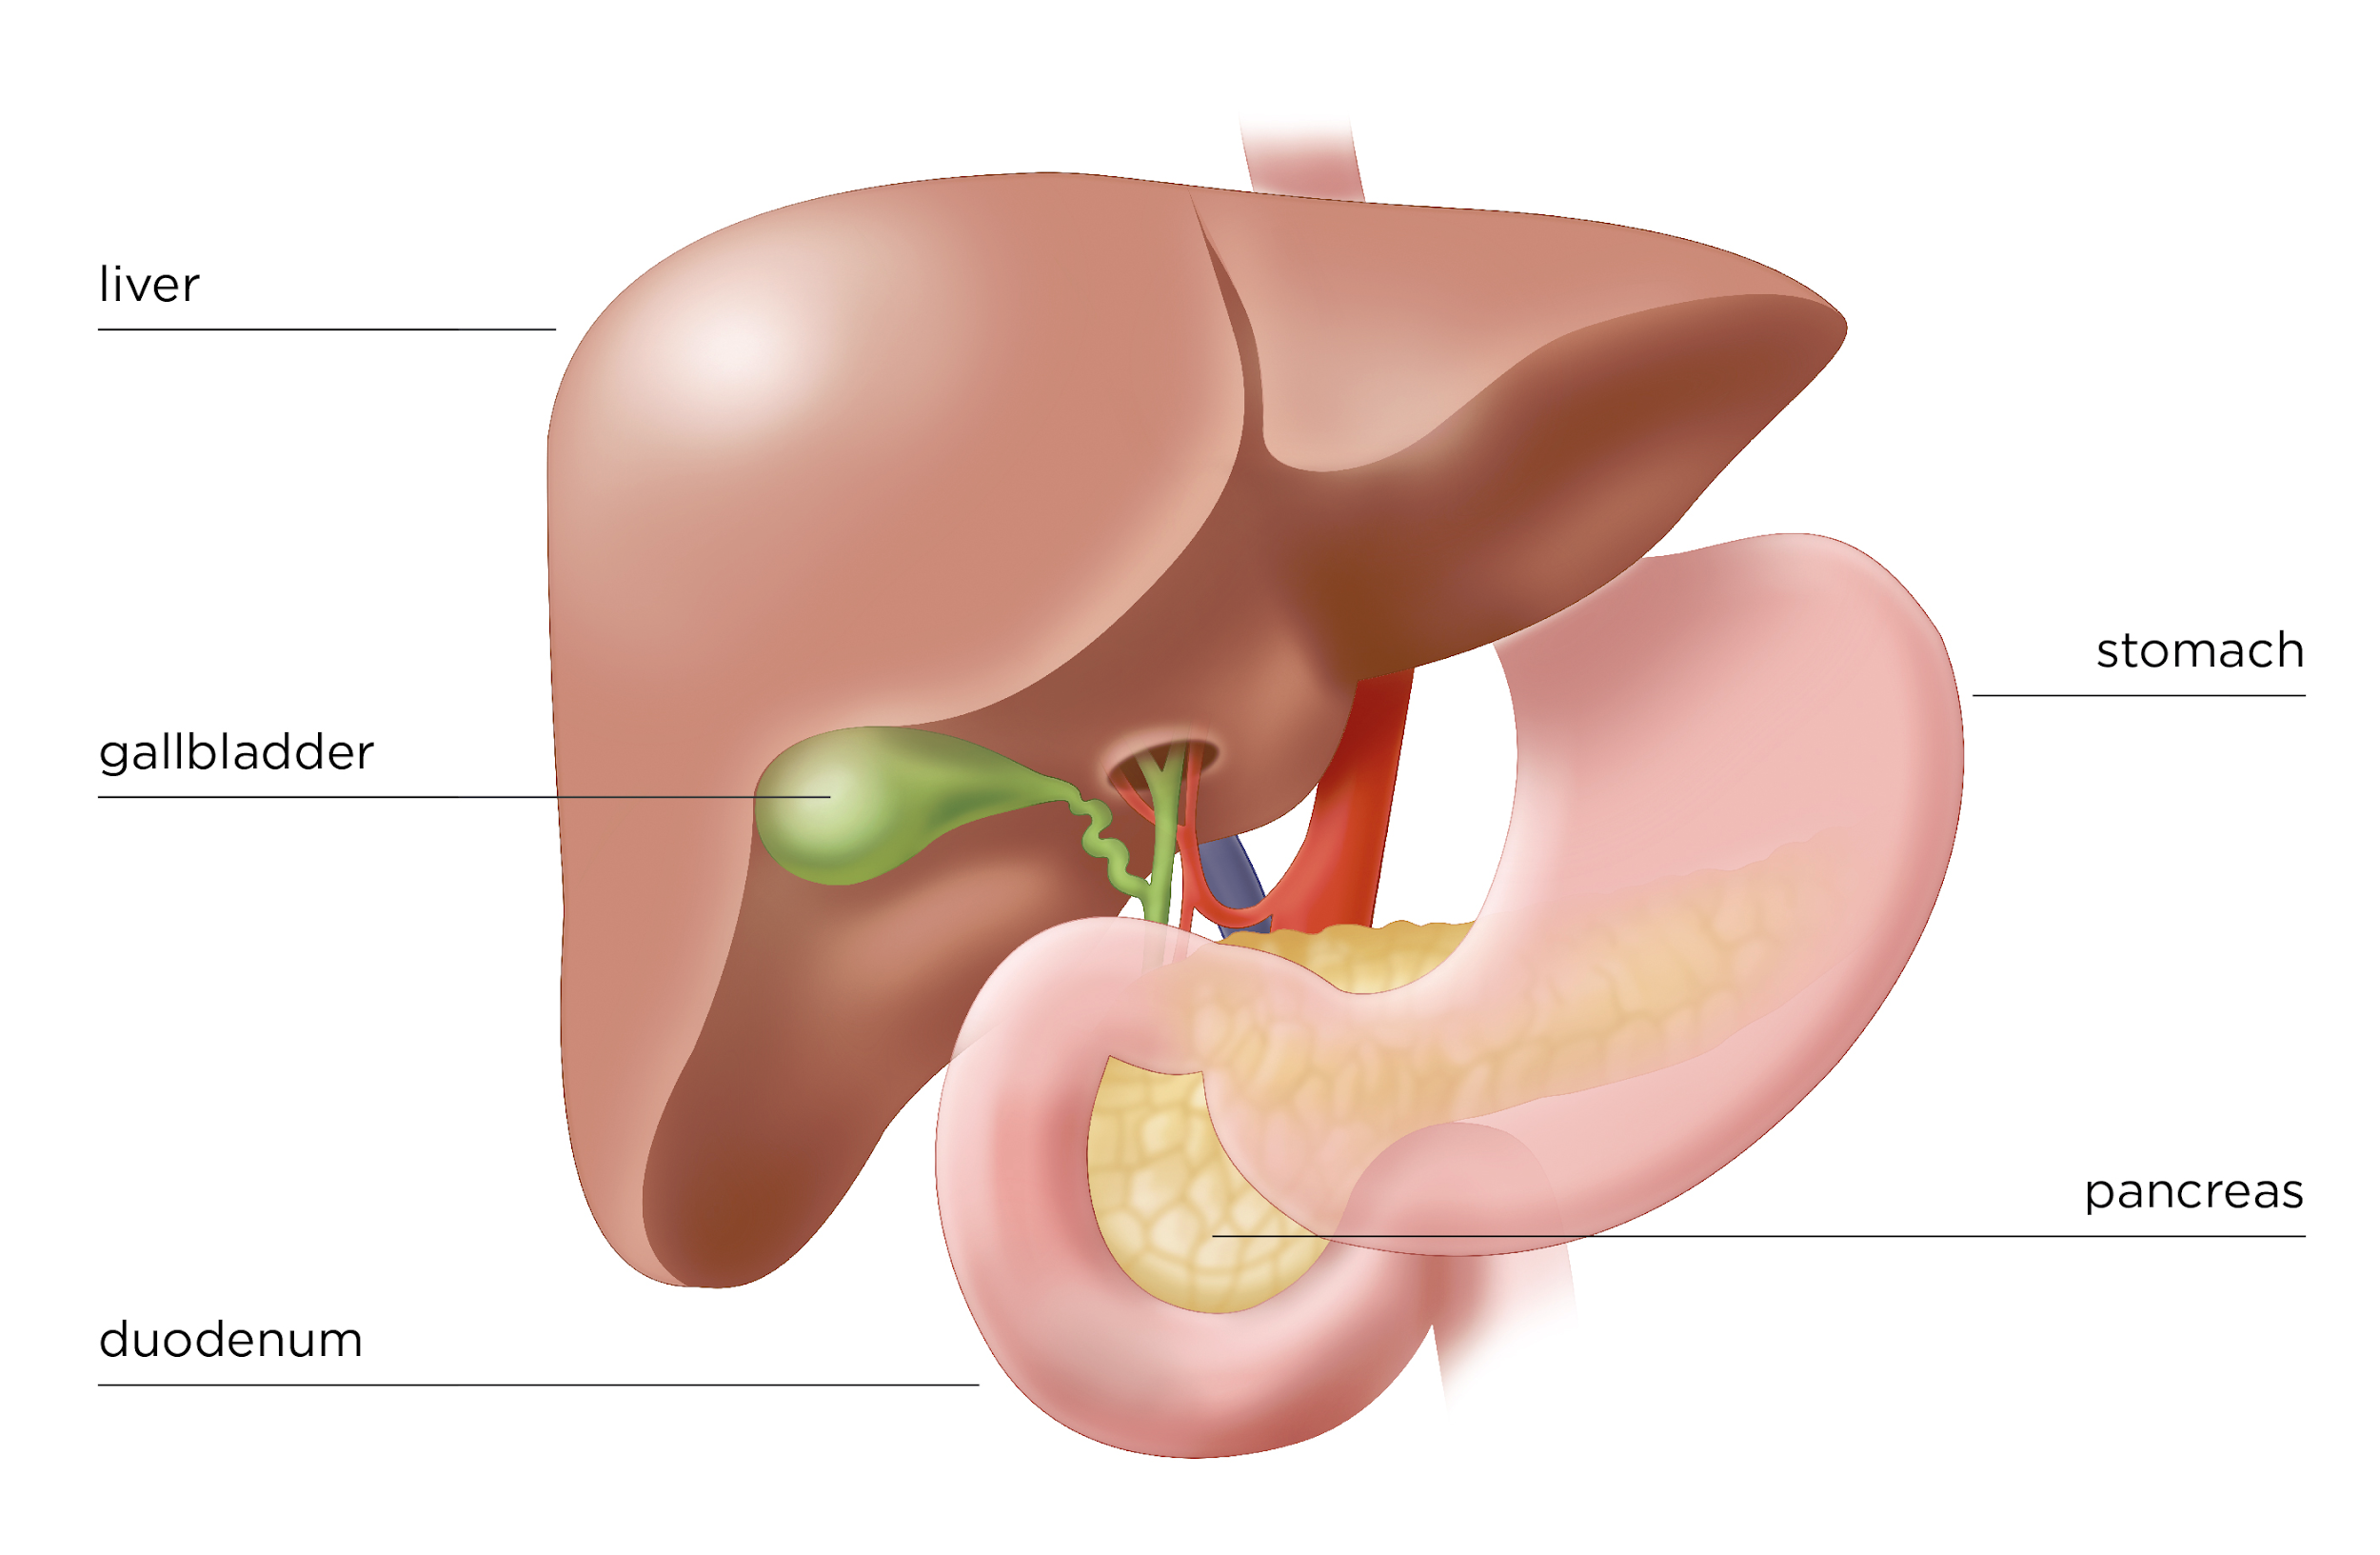 liver
gallbladder
duodenum
stomach
pancreas